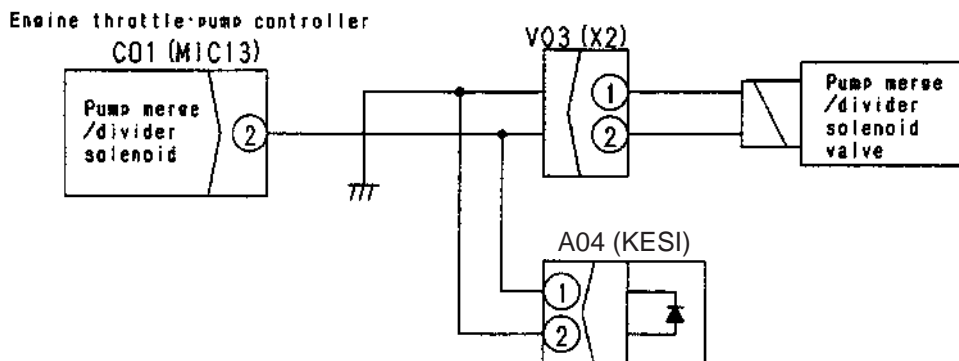 Engine throttle·pump controller
C01 (MIC13)
Pump merge
/divider
solenoid
2
V03 (X2)
1
2
Pump merge
/divider
solenoid
valve
A04 (KES1)
1
2